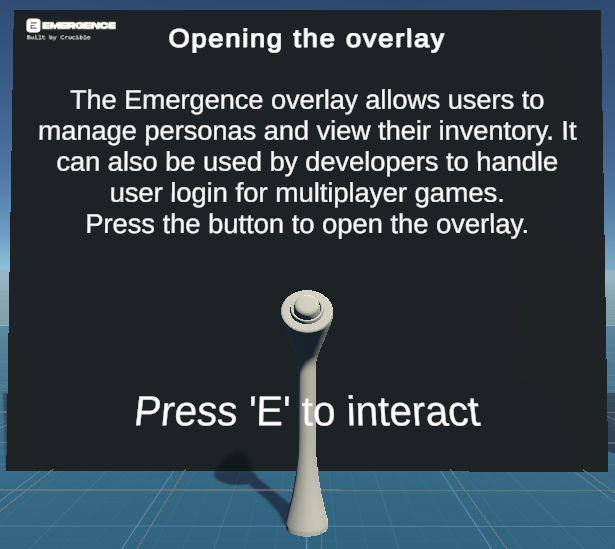 EMERGENCE
Built by Crucible
Opening the overlay
The Emergence overlay allows users to
manage personas and view their inventory. It
can also be used by developers to handle
user login for multiplayer games.
Press the button to open the overlay.
Press 'E' to interact